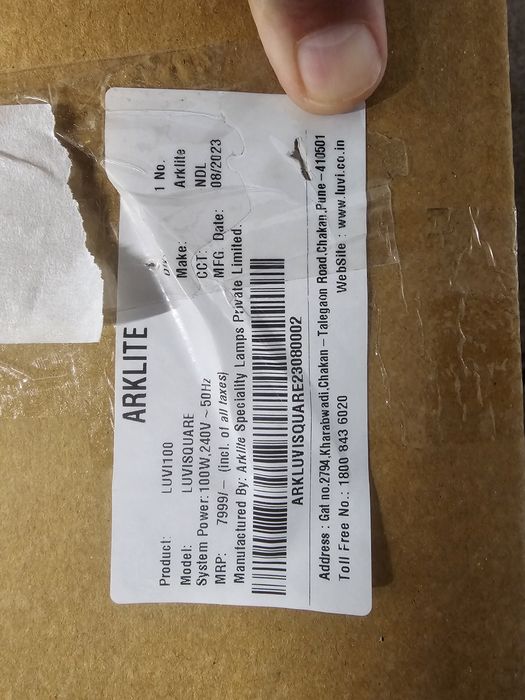 ARKLITE
Product: LUVI100 1 No.
Model: LUVISQUARE Make: Arklite
System Power: 100W,240V ~ 50Hz CCT: NDL
MRP: 7999/– (incl. of all taxes) MFG Date: 08/2023
Manufactured By: Arklite Speciality Lamps Private Limited.
ARKLUVISQUARE23080002
Address : Gat no.2794,Kharabwadi,Chakan – Talegaon Road,Chakan,Pune – 410501
Toll Free No.: 1800 843 6020 WebSite : www.luvi.co.in